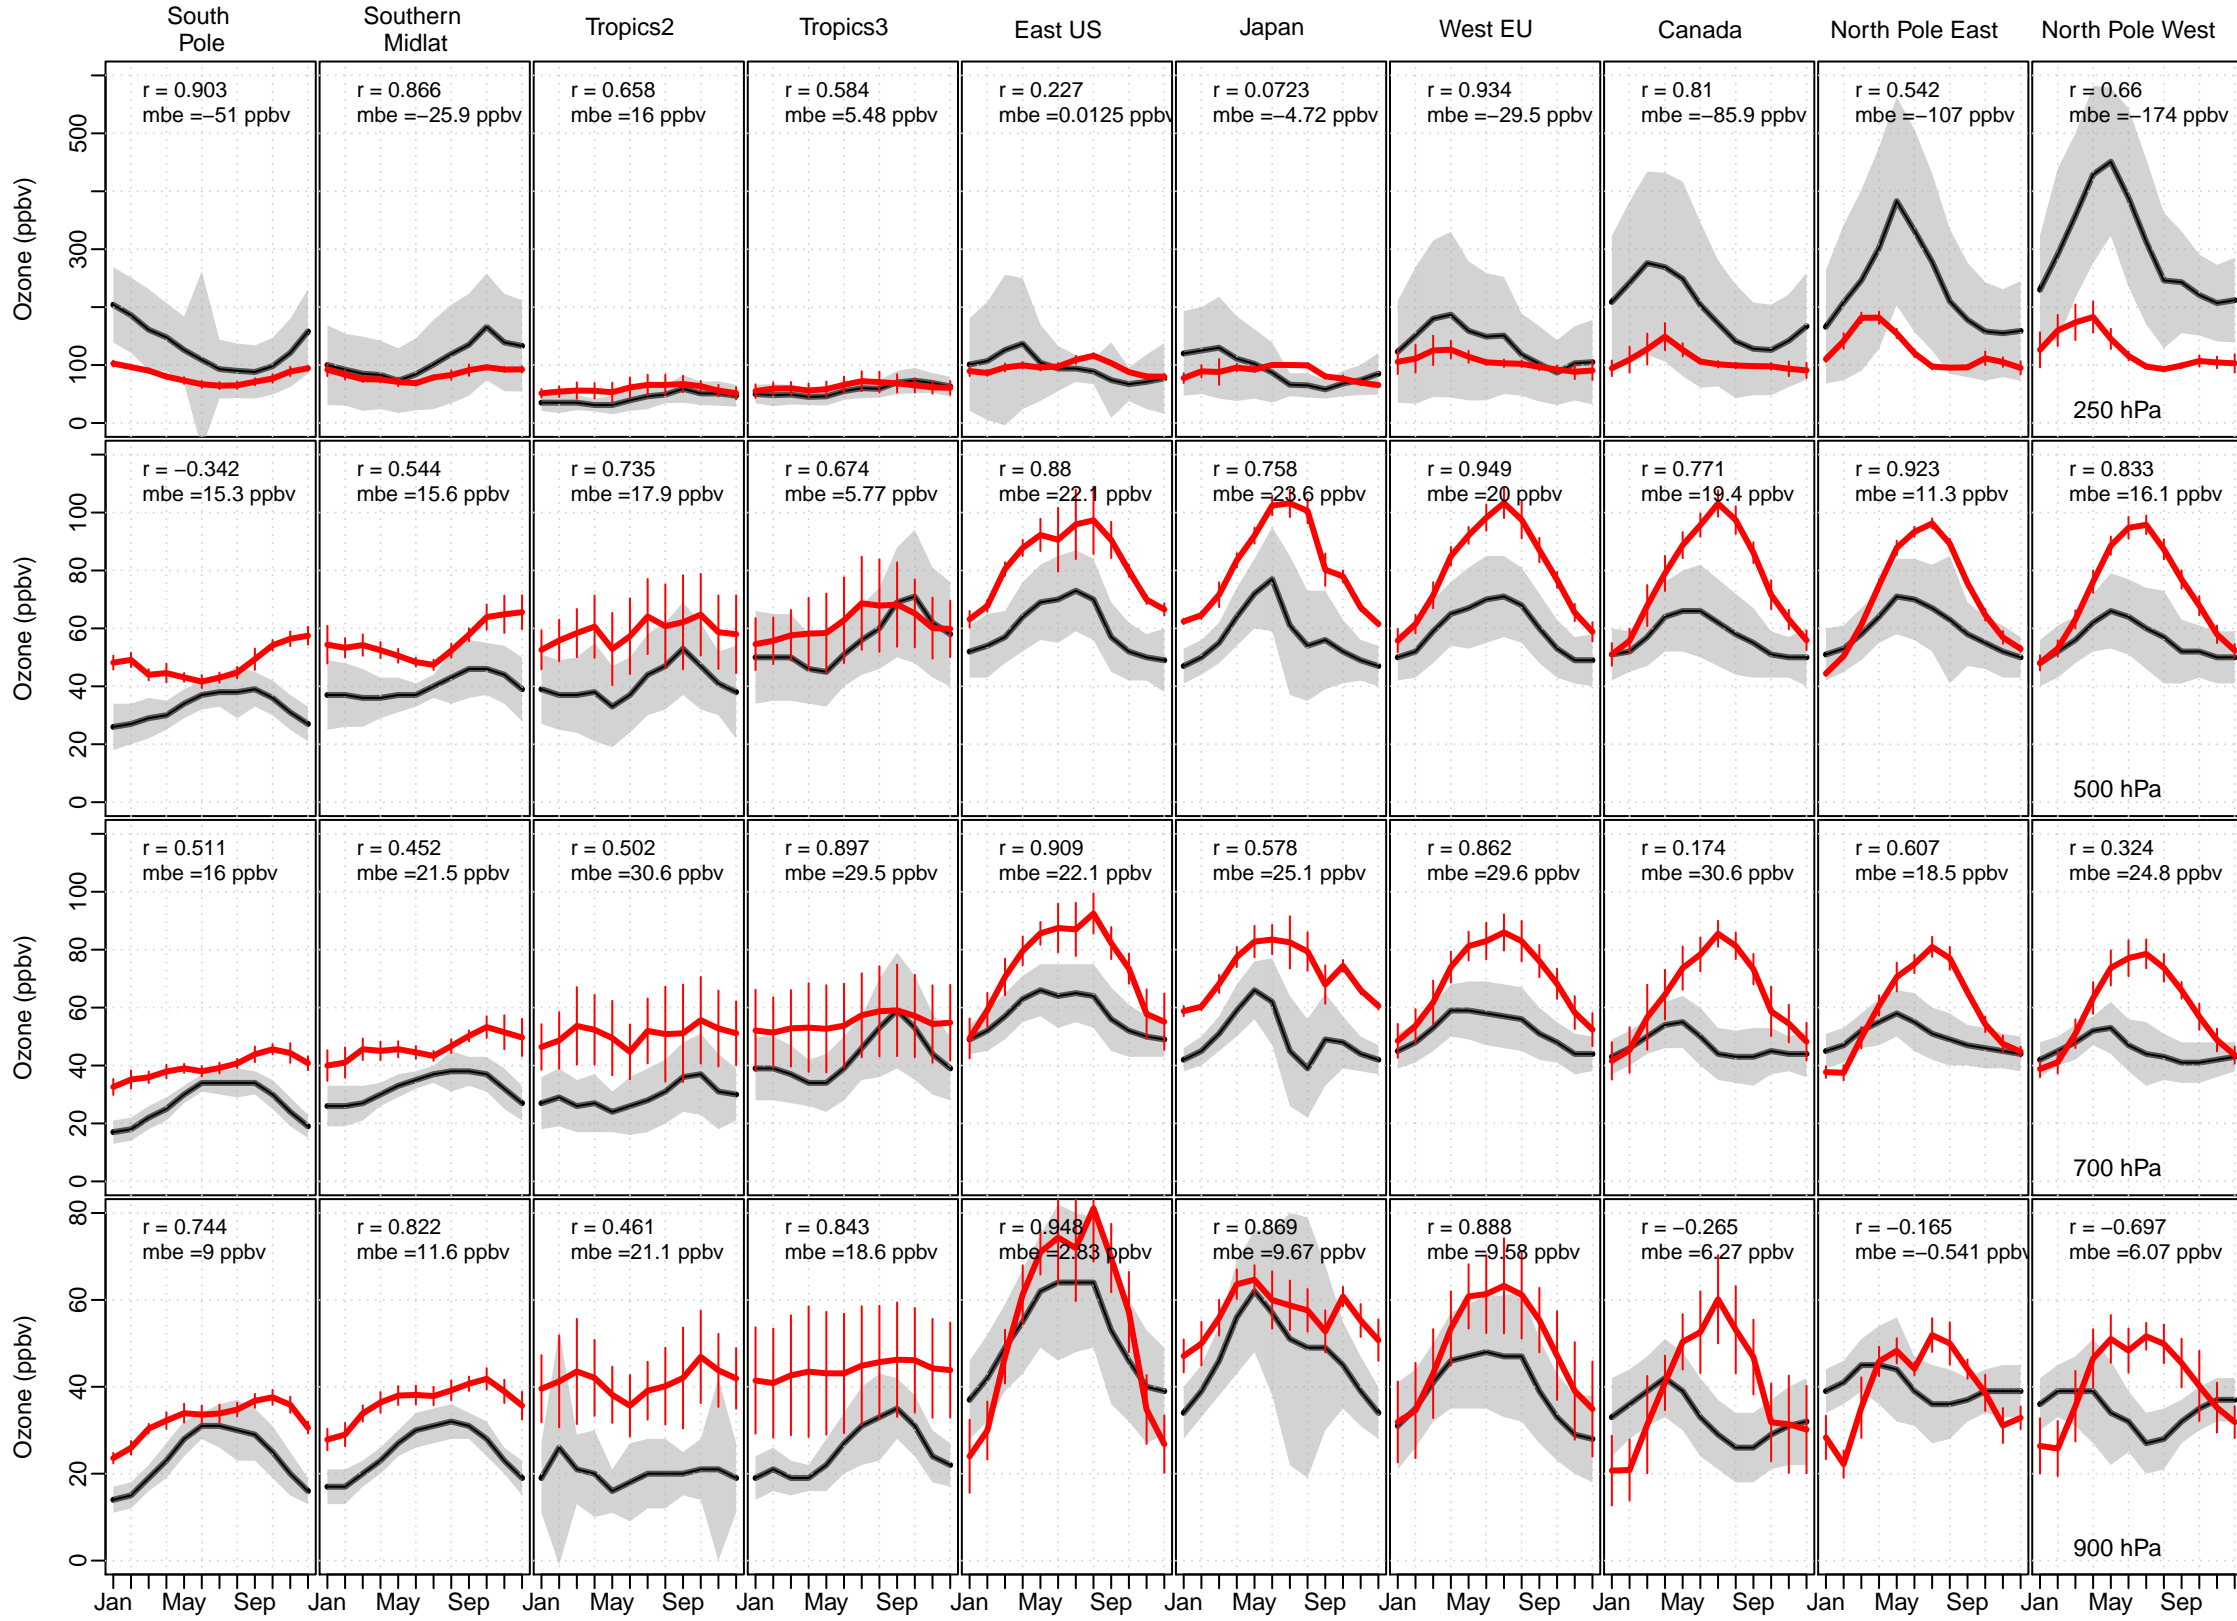 South
Pole
Southern
Midlat
Tropics2
Tropics3
East US
Japan
West EU
Canada
North Pole East
North Pole West
Ozone (ppbv)
0
100
300
500
r = 0.903
mbe =−51 ppbv
r = 0.866
mbe =−25.9 ppbv
r = 0.658
mbe =16 ppbv
r = 0.584
mbe =5.48 ppbv
r = 0.227
mbe =0.0125 ppbv
r = 0.0723
mbe =−4.72 ppbv
r = 0.934
mbe =−29.5 ppbv
r = 0.81
mbe =−85.9 ppbv
r = 0.542
mbe =−107 ppbv
r = 0.66
mbe =−174 ppbv
250 hPa
Ozone (ppbv)
0
20
40
60
80
100
r = −0.342
mbe =15.3 ppbv
r = 0.544
mbe =15.6 ppbv
r = 0.735
mbe =17.9 ppbv
r = 0.674
mbe =5.77 ppbv
r = 0.88
mbe =22.1 ppbv
r = 0.758
mbe =23.6 ppbv
r = 0.949
mbe =20 ppbv
r = 0.771
mbe =19.4 ppbv
r = 0.923
mbe =11.3 ppbv
r = 0.833
mbe =16.1 ppbv
500 hPa
Ozone (ppbv)
0
20
40
60
80
100
r = 0.511
mbe =16 ppbv
r = 0.452
mbe =21.5 ppbv
r = 0.502
mbe =30.6 ppbv
r = 0.897
mbe =29.5 ppbv
r = 0.909
mbe =22.1 ppbv
r = 0.578
mbe =25.1 ppbv
r = 0.862
mbe =29.6 ppbv
r = 0.174
mbe =30.6 ppbv
r = 0.607
mbe =18.5 ppbv
r = 0.324
mbe =24.8 ppbv
700 hPa
Ozone (ppbv)
0
20
40
60
80
r = 0.744
mbe =9 ppbv
r = 0.822
mbe =11.6 ppbv
r = 0.461
mbe =21.1 ppbv
r = 0.843
mbe =18.6 ppbv
r = 0.948
mbe =2.83 ppbv
r = 0.869
mbe =9.67 ppbv
r = 0.888
mbe =9.58 ppbv
r = −0.265
mbe =6.27 ppbv
r = −0.165
mbe =−0.541 ppbv
r = −0.697
mbe =6.07 ppbv
900 hPa
Jan May Sep
Jan May Sep
Jan May Sep
Jan May Sep
Jan May Sep
Jan May Sep
Jan May Sep
Jan May Sep
Jan May Sep
Jan May Sep